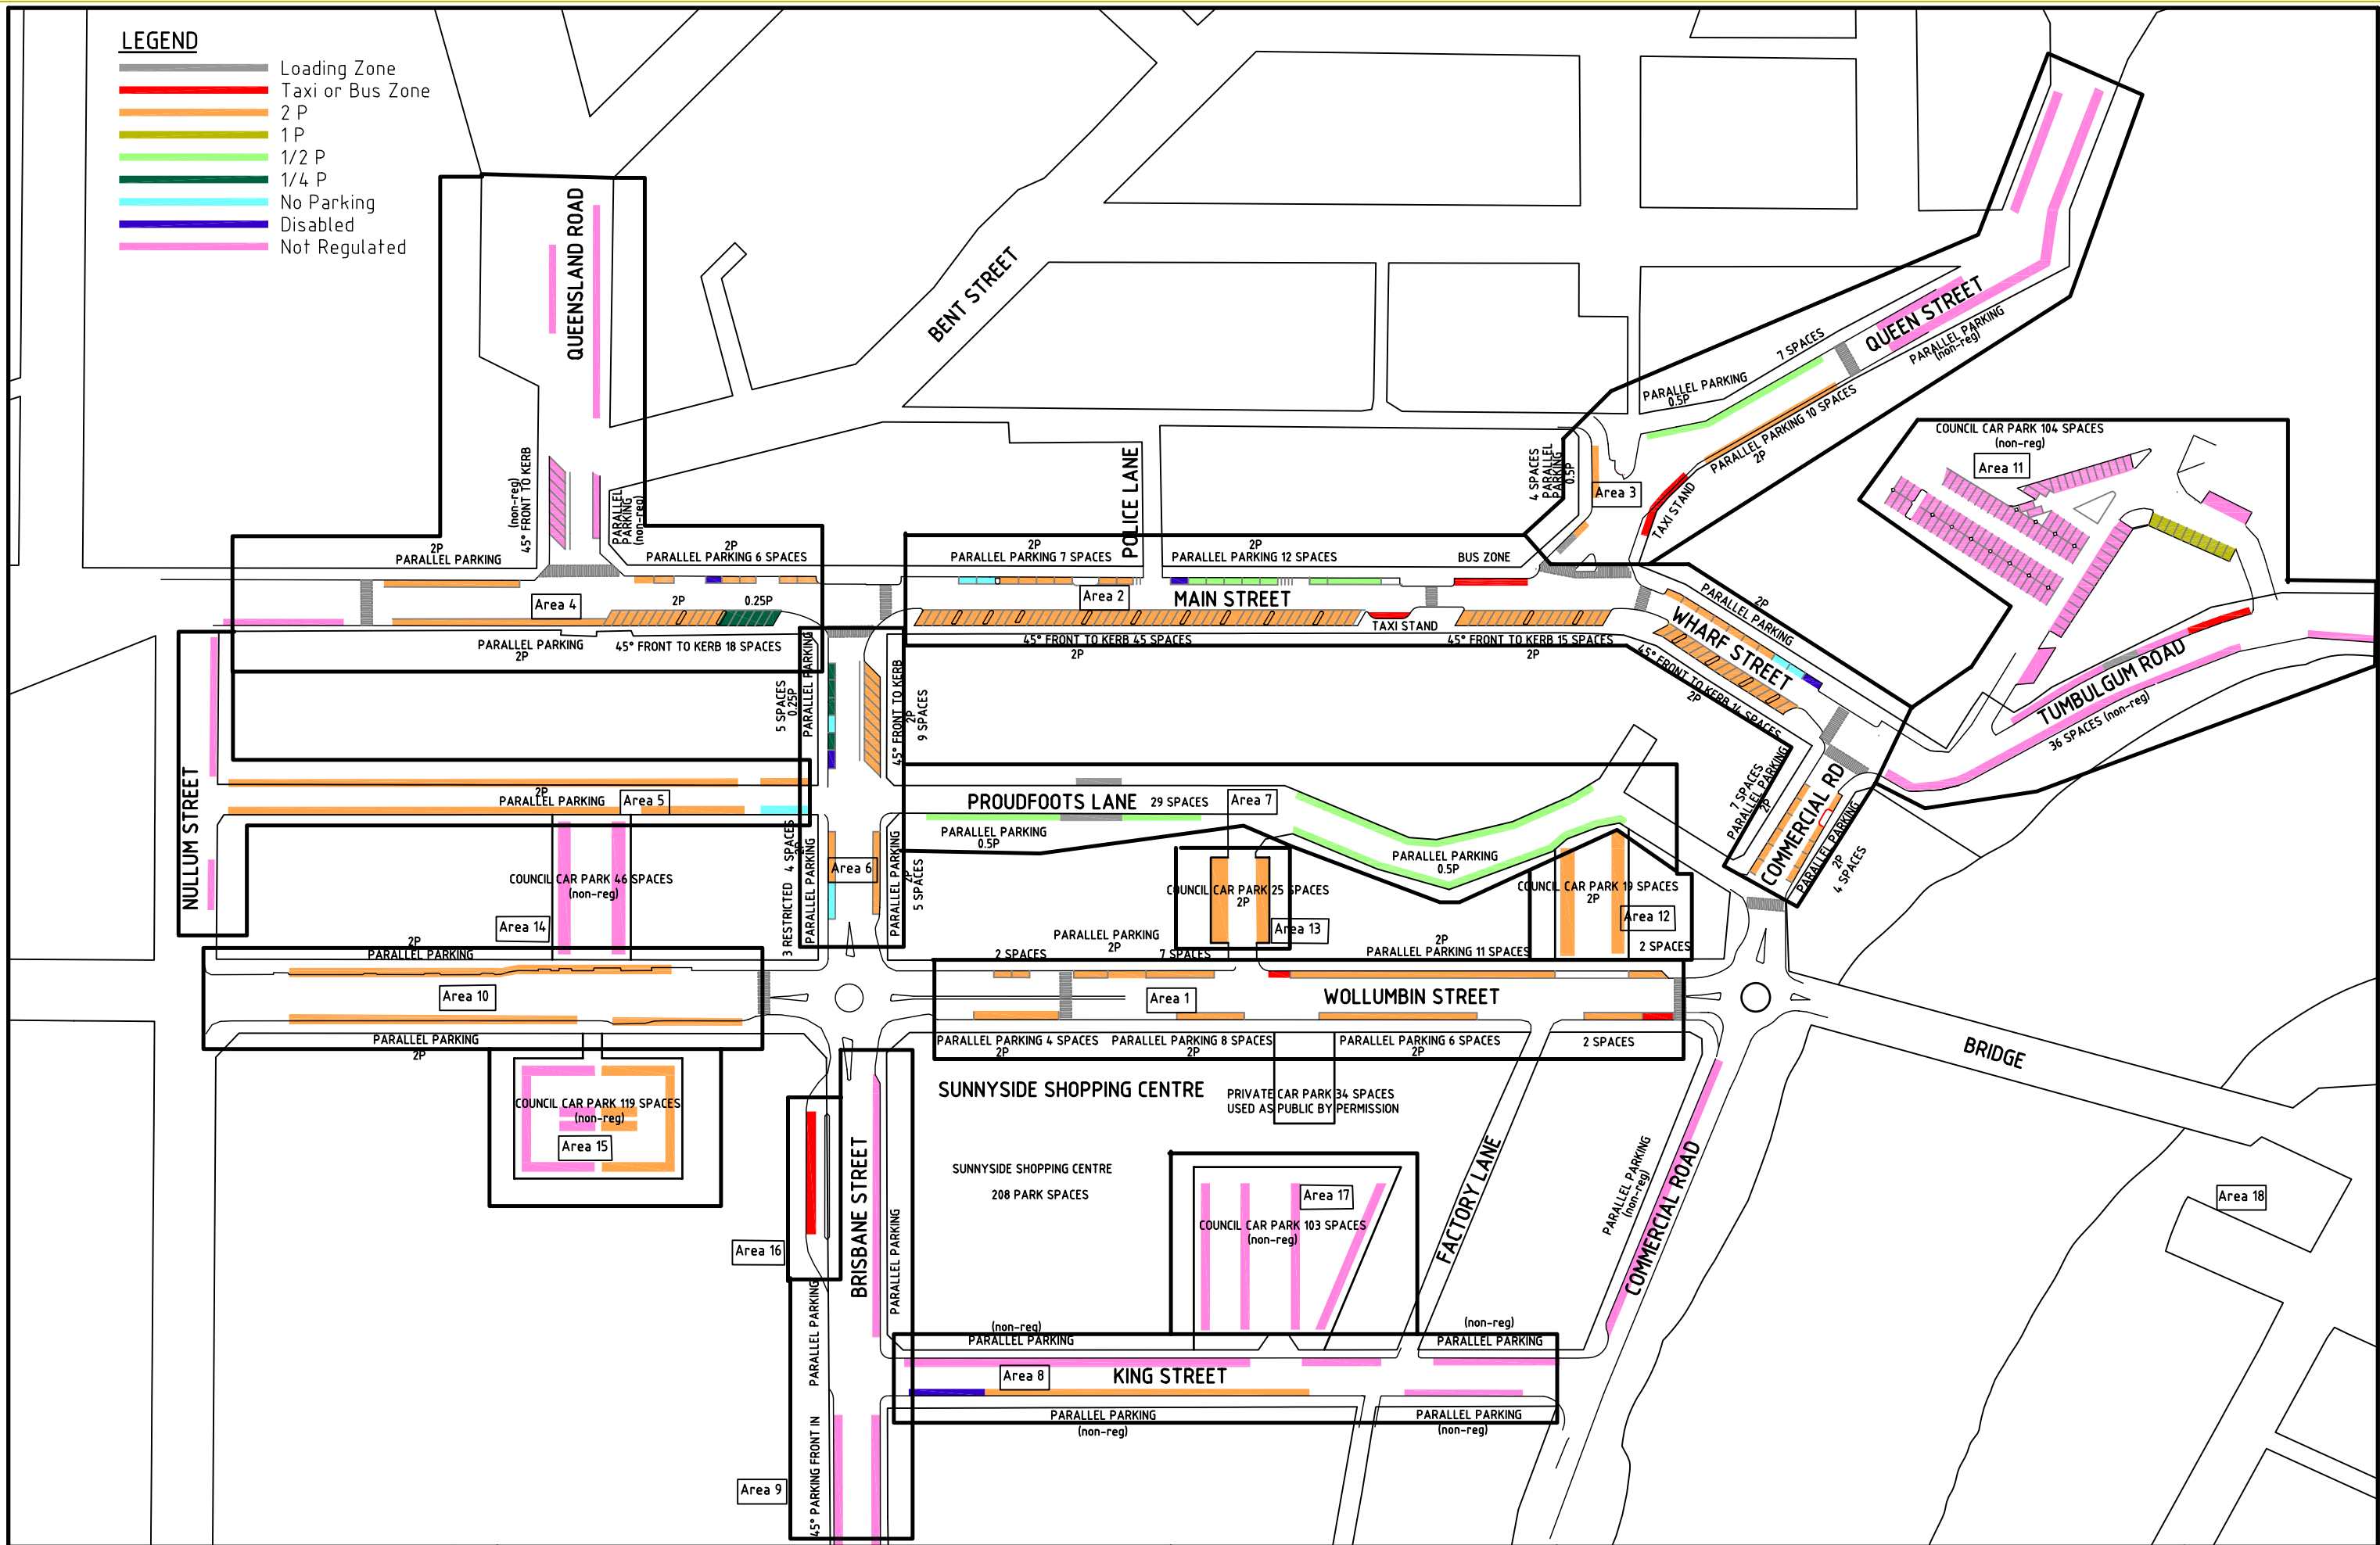 LEGEND
Loading Zone
Taxi or Bus Zone
2 P
1 P
1/2 P
1/4 P
No Parking
Disabled
Not Regulated
QUEENSLAND ROAD
BENT STREET
POLICE LANE
QUEEN STREET
7 SPACES
PARALLEL PARKING
0.5P
PARALLEL PARKING
(non-reg)
PARALLEL PARKING 10 SPACES
2P
TAXI STAND
4 SPACES
PARALLEL
PARKING
0.5P
Area 3
COUNCIL CAR PARK 104 SPACES
(non-reg)
Area 11
(non-reg)
45° FRONT TO KERB
PARALLEL
PARKING
(non-reg)
2P
PARALLEL PARKING
2P
PARALLEL PARKING 6 SPACES
2P
PARALLEL PARKING 7 SPACES
2P
PARALLEL PARKING 12 SPACES
BUS ZONE
Area 4
2P
0.25P
Area 2
MAIN STREET
TAXI STAND
PARALLEL PARKING
2P
45° FRONT TO KERB 18 SPACES
45° FRONT TO KERB 45 SPACES
2P
45° FRONT TO KERB 15 SPACES
2P
2P
PARALLEL PARKING
WHARF STREET
45° FRONT TO KERB 14 SPACES
2P
TUMBULGUM ROAD
36 SPACES (non-reg)
5 SPACES
0.25P
PARALLEL PARKING
45° FRONT TO KERB
2P
9 SPACES
NULLUM STREET
2P
PARALLEL PARKING
Area 5
PROUDFOOTS LANE
29 SPACES
Area 7
PARALLEL PARKING
0.5P
PARALLEL PARKING
0.5P
7 SPACES
PARALLEL PARKING
2P
COMMERCIAL RD
PARALLEL PARKING
2P
4 SPACES
3 RESTRICTED 4 SPACES
2P
PARALLEL PARKING
Area 6
PARALLEL PARKING
2P
5 SPACES
COUNCIL CAR PARK 46 SPACES
(non-reg)
Area 14
COUNCIL CAR PARK 25 SPACES
2P
Area 13
COUNCIL CAR PARK 19 SPACES
2P
Area 12
2P
PARALLEL PARKING
2 SPACES
PARALLEL PARKING
2P
7 SPACES
2P
PARALLEL PARKING 11 SPACES
2 SPACES
Area 10
Area 1
WOLLUMBIN STREET
PARALLEL PARKING
2P
PARALLEL PARKING 4 SPACES
2P
PARALLEL PARKING 8 SPACES
2P
PARALLEL PARKING 6 SPACES
2P
2 SPACES
BRIDGE
SUNNYSIDE SHOPPING CENTRE
PRIVATE CAR PARK 34 SPACES
USED AS PUBLIC BY PERMISSION
COUNCIL CAR PARK 119 SPACES
(non-reg)
Area 15
BRISBANE STREET
PARALLEL PARKING
SUNNYSIDE SHOPPING CENTRE
208 PARK SPACES
Area 17
COUNCIL CAR PARK 103 SPACES
(non-reg)
FACTORY LANE
PARALLEL PARKING
(non-reg)
COMMERCIAL ROAD
Area 18
Area 16
PARALLEL PARKING
(non-reg)
PARALLEL PARKING
(non-reg)
PARALLEL PARKING
Area 8
KING STREET
PARALLEL PARKING
(non-reg)
PARALLEL PARKING
(non-reg)
Area 9
45° PARKING FRONT IN